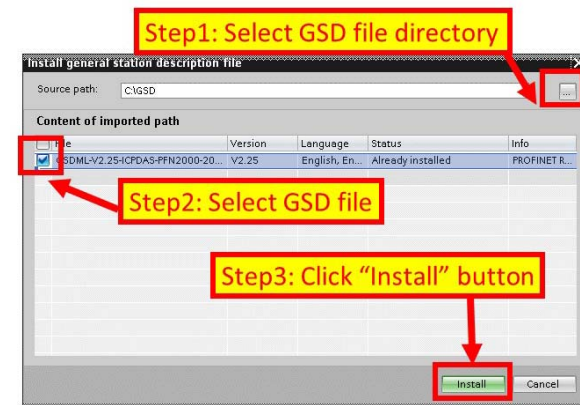 Step1: Select GSD file directory
Install general station description file
Source path: C:\GSD ...
Content of imported path
File Version Language Status Info
GSDML-V2.25-ICPDAS-PFN2000-20... V2.25 English, En... Already installed PROFINET R...
Step2: Select GSD file
Step3: Click “Install” button
Install Cancel